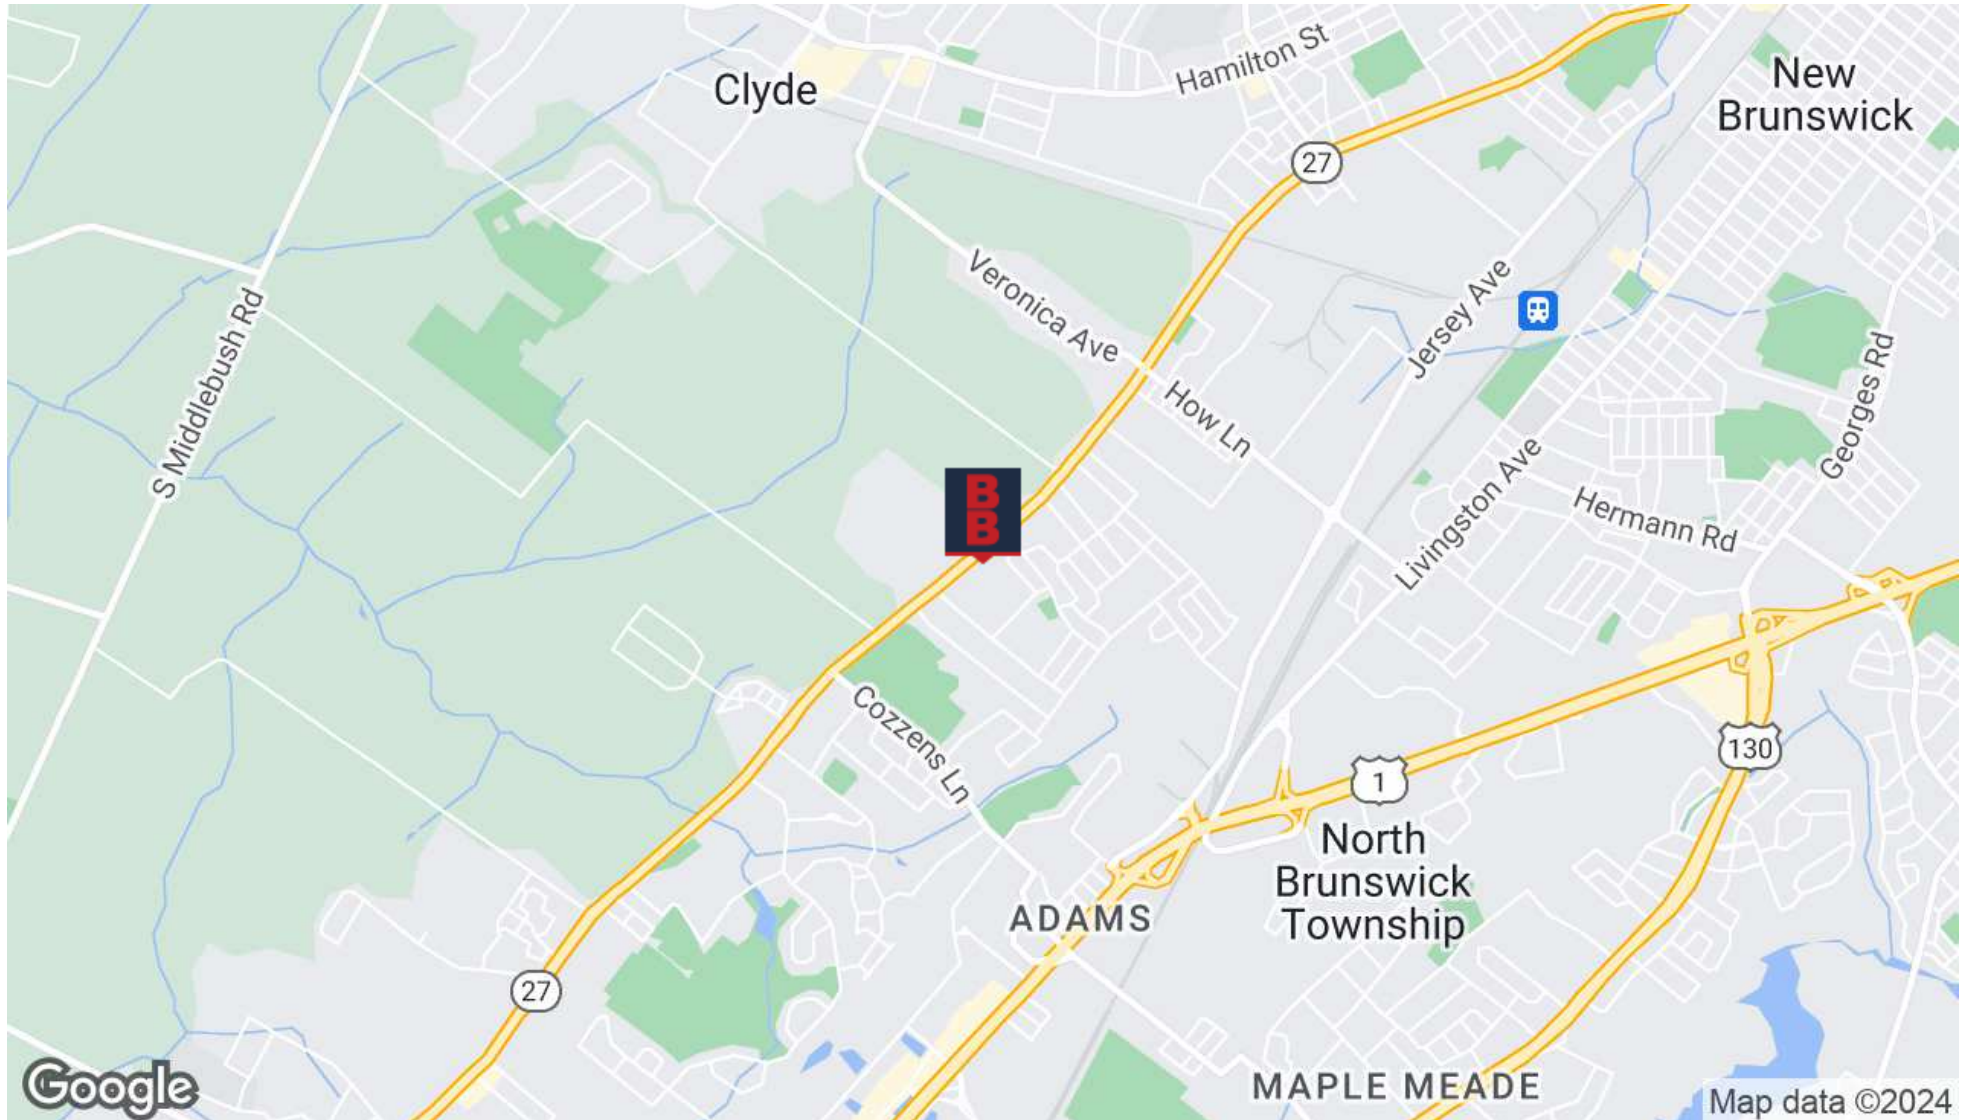 Clyde
Hamilton St
New
Brunswick
27
Veronica Ave
Jersey Ave
S Middlebush Rd
How Ln
Georges Rd
B
B
Livingston Ave
Hermann Rd
Cozzens Ln
130
1
North
Brunswick
Township
ADAMS
27
MAPLE MEADE
Google
Map data ©2024